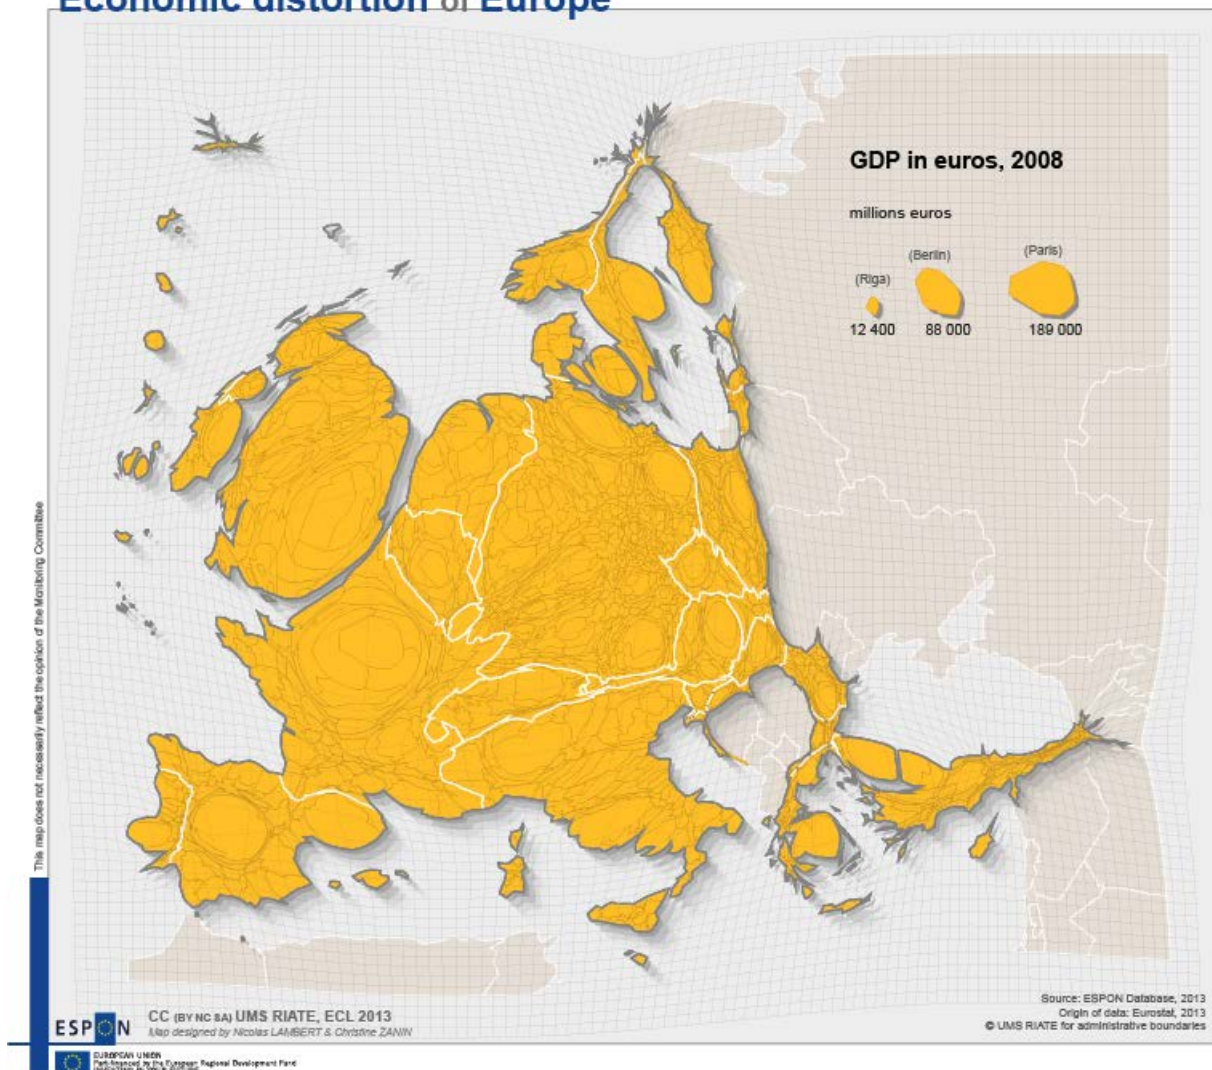 Economic distortion of Europe
GDP in euros, 2008
millions euros
(Riga)
(Berlin)
(Paris)
12 400
88 000
189 000
This map does not necessarily reflect the opinion of the Monitoring Committee
ESPON
CC (BY NC SA) UMS RIATE, ECL 2013
Map designed by Nicolas LAMBERT & Christine ZANIN
Source: ESPON Database, 2013
Origin of data: Eurostat, 2013
© UMS RIATE for administrative boundaries
EUROPEAN UNION
Part-financed by the European Regional Development Fund